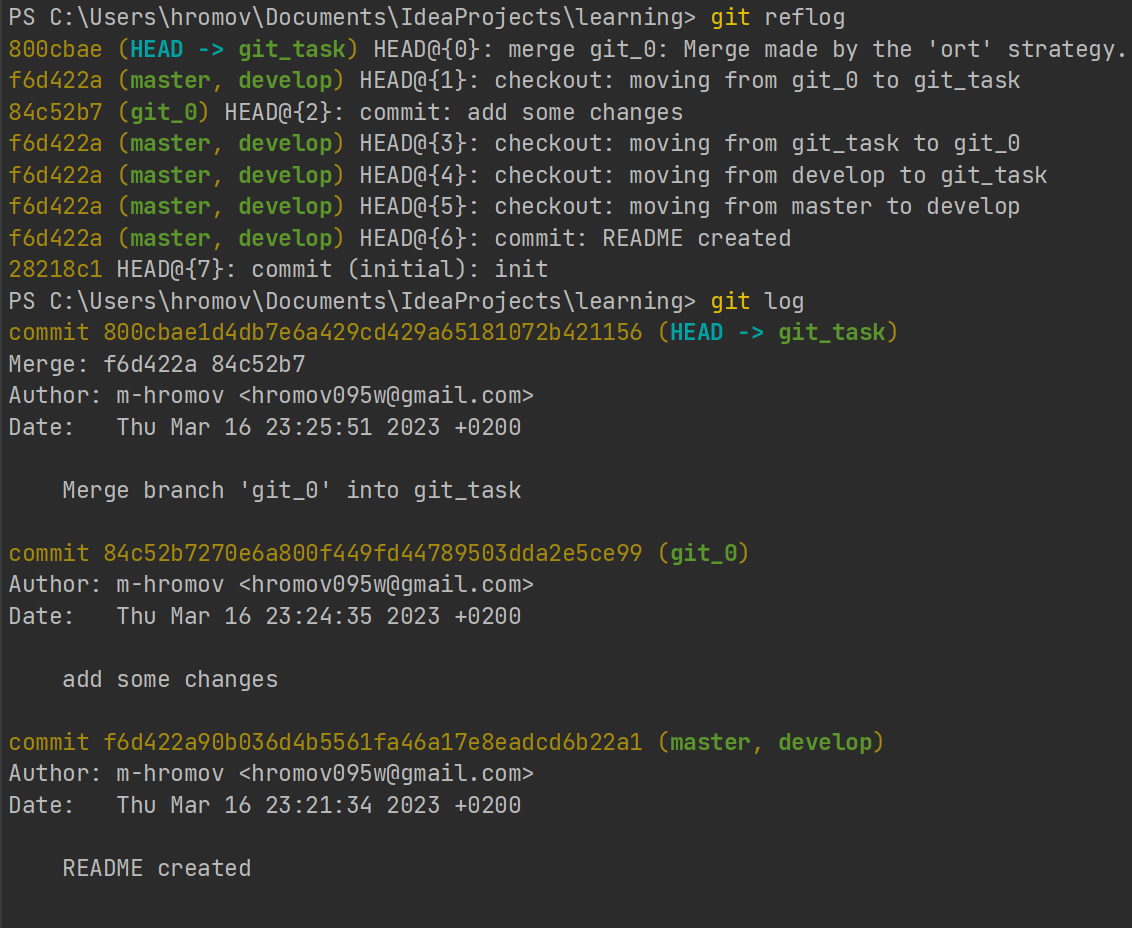 PS C:\Users\hromov\Documents\IdeaProjects\learning> git reflog
800cbae (HEAD -> git_task) HEAD@{0}: merge git_0: Merge made by the 'ort' strategy.
f6d422a (master, develop) HEAD@{1}: checkout: moving from git_0 to git_task
84c52b7 (git_0) HEAD@{2}: commit: add some changes
f6d422a (master, develop) HEAD@{3}: checkout: moving from git_task to git_0
f6d422a (master, develop) HEAD@{4}: checkout: moving from develop to git_task
f6d422a (master, develop) HEAD@{5}: checkout: moving from master to develop
f6d422a (master, develop) HEAD@{6}: commit: README created
28218c1 HEAD@{7}: commit (initial): init
PS C:\Users\hromov\Documents\IdeaProjects\learning> git log
commit 800cbae1d4db7e6a429cd429a65181072b421156 (HEAD -> git_task)
Merge: f6d422a 84c52b7
Author: m-hromov <hromov095w@gmail.com>
Date:   Thu Mar 16 23:25:51 2023 +0200

    Merge branch 'git_0' into git_task

commit 84c52b7270e6a800f449fd44789503dda2e5ce99 (git_0)
Author: m-hromov <hromov095w@gmail.com>
Date:   Thu Mar 16 23:24:35 2023 +0200

    add some changes

commit f6d422a90b036d4b5561fa46a17e8eadcd6b22a1 (master, develop)
Author: m-hromov <hromov095w@gmail.com>
Date:   Thu Mar 16 23:21:34 2023 +0200

    README created